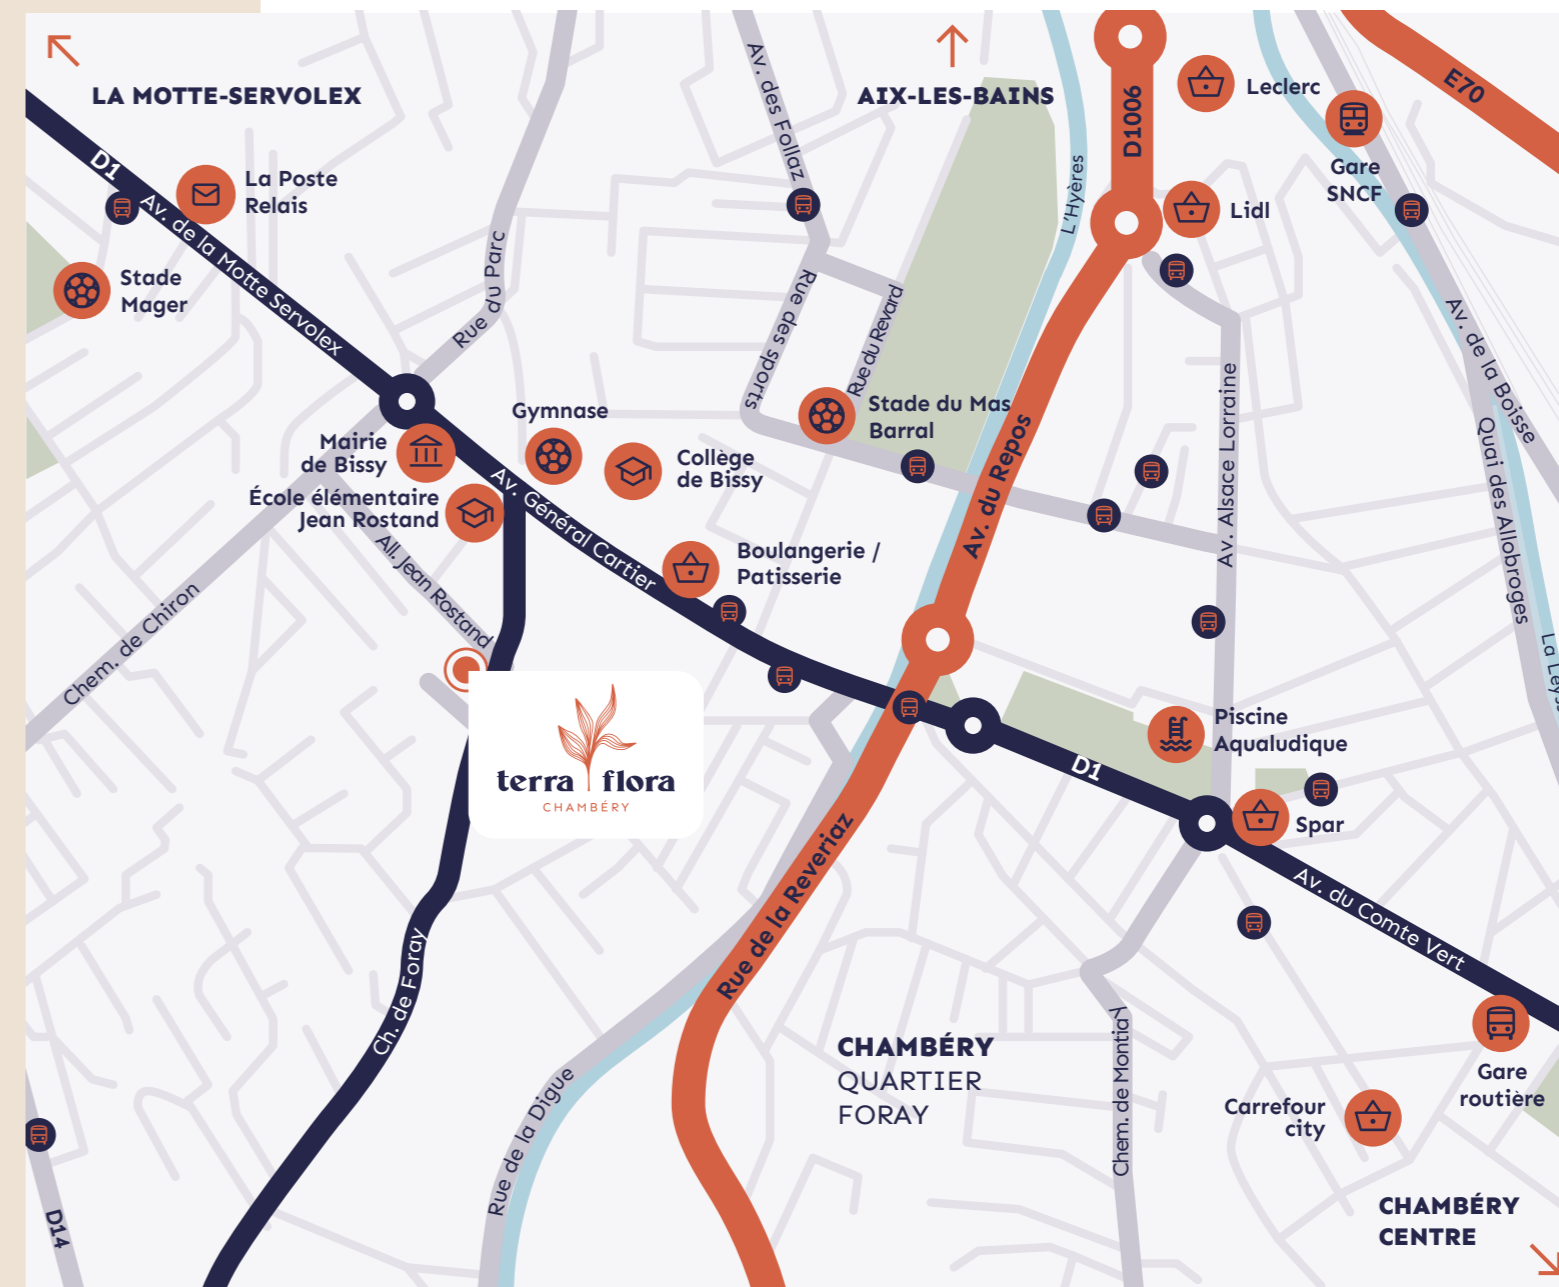 LA MOTTE-SERVOLEX
AIX-LES-BAINS
D1006
Leclerc
E70
Gare
SNCF
Av. des Follaz
L'Hyères
D1
La Poste
Relais
Av. de la Motte Servolex
Stade
Mager
Rue du Parc
Lidl
Rue des sports
Rue du Revard
Av. de la Boisse
Gymnase
Stade du Mas
Barral
Mairie
de Bissy
Collège
de Bissy
École élémentaire
Jean Rostand
Av. Général Cartier
Av. du Repos
Av. Alsace Lorraine
Quai des Allobroges
All. Jean Rostand
Boulangerie /
Patisserie
Chem. de Chiron
terra flora
CHAMBÉRY
Piscine
Aqualudique
D1
Spar
Rue de la Reveriaz
Av. du Comte Vert
Ch. de Foray
CHAMBÉRY
QUARTIER
FORAY
Chem. de Montjal
Rue de la Digue
Gare
routière
Carrefour
city
D14
CHAMBÉRY
CENTRE